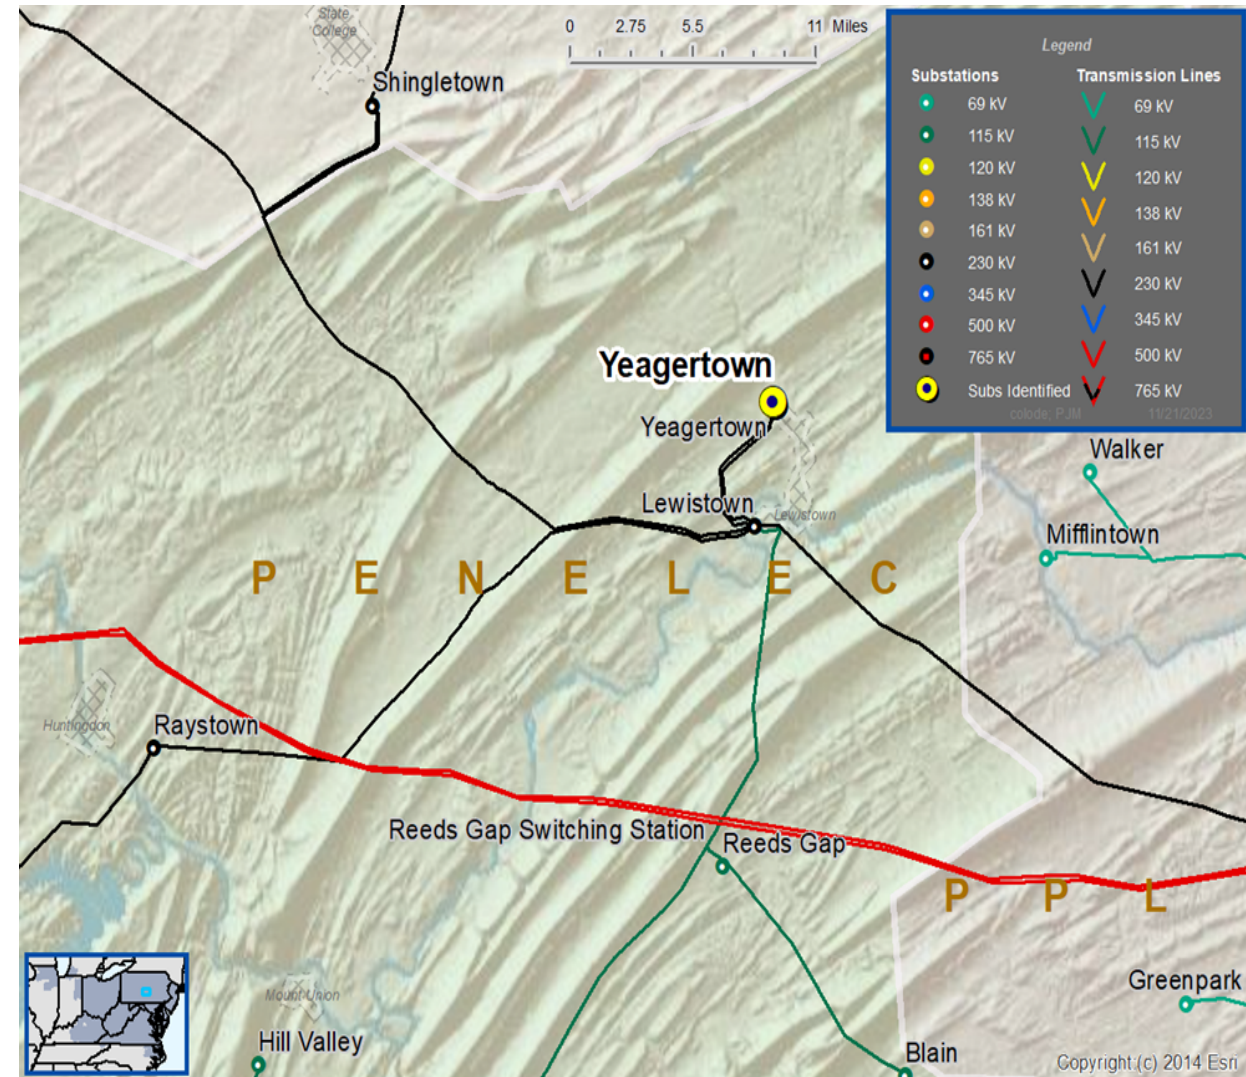 State
College
Shingletown
0 2.75 5.5 11 Miles
Legend
Substations Transmission Lines
69 kV 69 kV
115 kV 115 kV
120 kV 120 kV
138 kV 138 kV
161 kV 161 kV
230 kV 230 kV
345 kV 345 kV
500 kV 500 kV
765 kV 765 kV
Subs Identified
colode; PJM 11/21/2023
Yeagertown
Yeagertown
Walker
Lewistown
Lewistown
Mifflintown
P E N E L E C
Huntingdon
Raystown
Reeds Gap Switching Station
Reeds Gap
P P L
Greenpark
Mount Union
Hill Valley
Blain
Copyright:(c) 2014 Esri